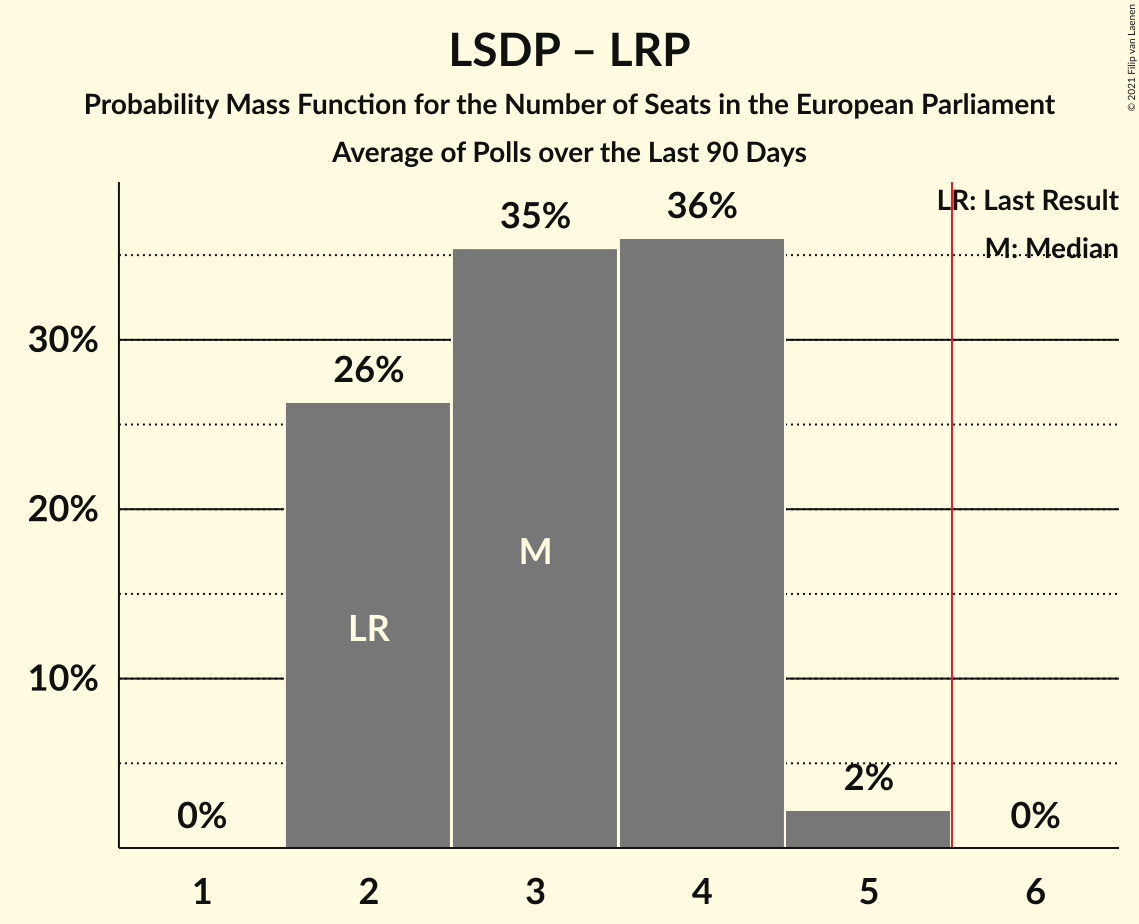 LSDP – LRP
Probability Mass Function for the Number of Seats in the European Parliament
Average of Polls over the Last 90 Days
© 2021 Filip van Laenen
LR: Last Result
M: Median
35%
36%
26%
2%
0%
0%
30%
20%
10%
LR
M
1
2
3
4
5
6